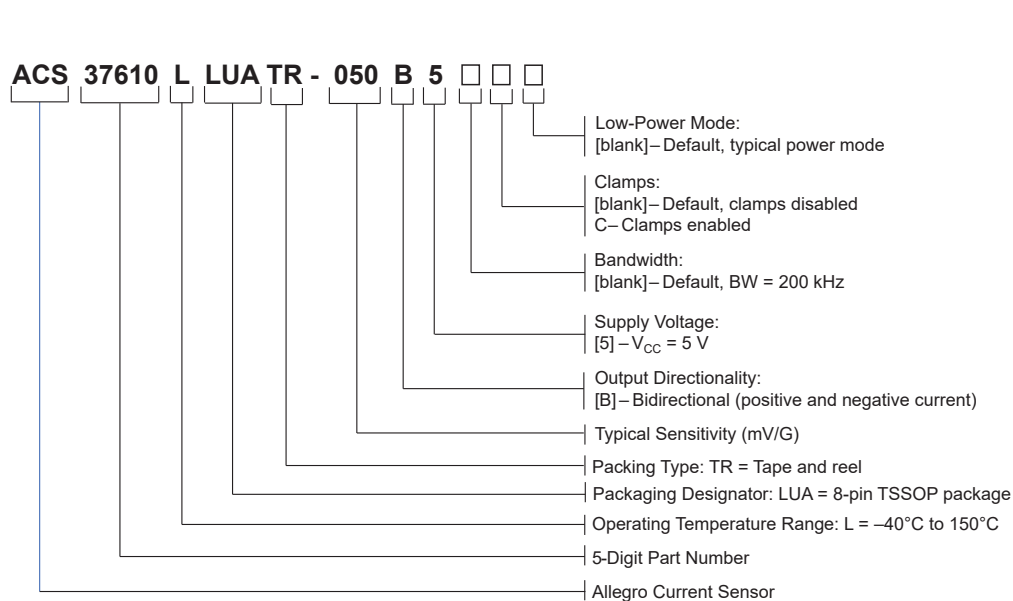 ACS 37610 L LUA TR - 050 B 5 □ □ □
Low-Power Mode:
[blank] – Default, typical power mode
Clamps:
[blank] – Default, clamps disabled
C – Clamps enabled
Bandwidth:
[blank] – Default, BW = 200 kHz
Supply Voltage:
[5] – VCC = 5 V
Output Directionality:
[B] – Bidirectional (positive and negative current)
Typical Sensitivity (mV/G)
Packing Type: TR = Tape and reel
Packaging Designator: LUA = 8-pin TSSOP package
Operating Temperature Range: L = –40°C to 150°C
5-Digit Part Number
Allegro Current Sensor